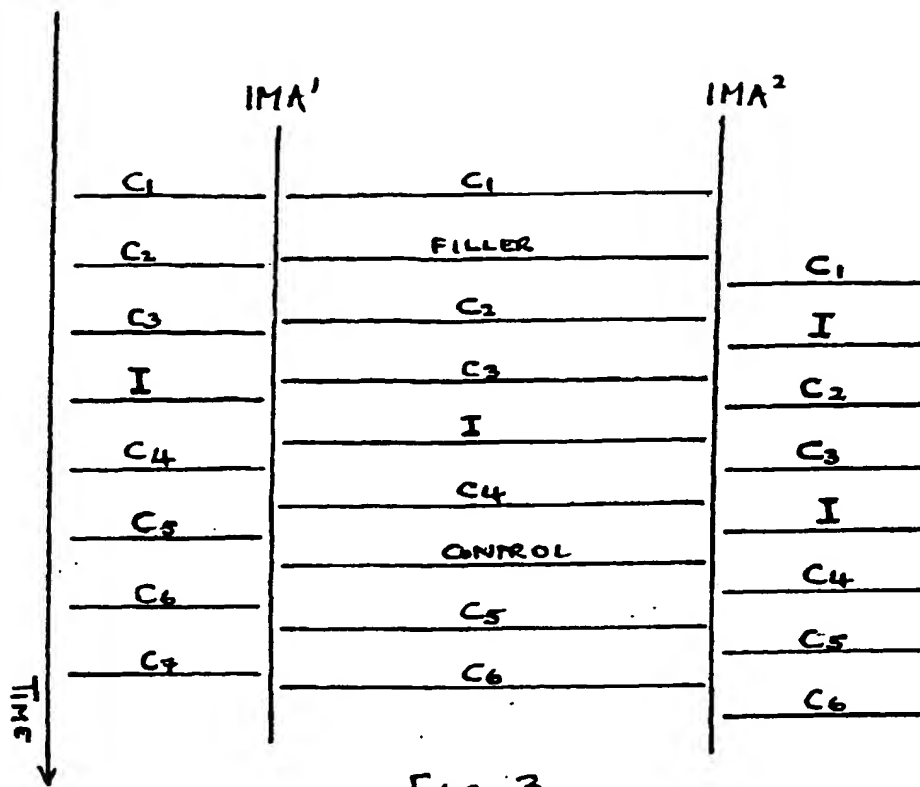 IMA¹ IMA²
C1 C1
C2 FILLER C1
C3 C2 I
I C3 C2
C4 I C3
C5 C4 I
C6 CONTROL C4
C7 C5 C5
C6 C6
TIME